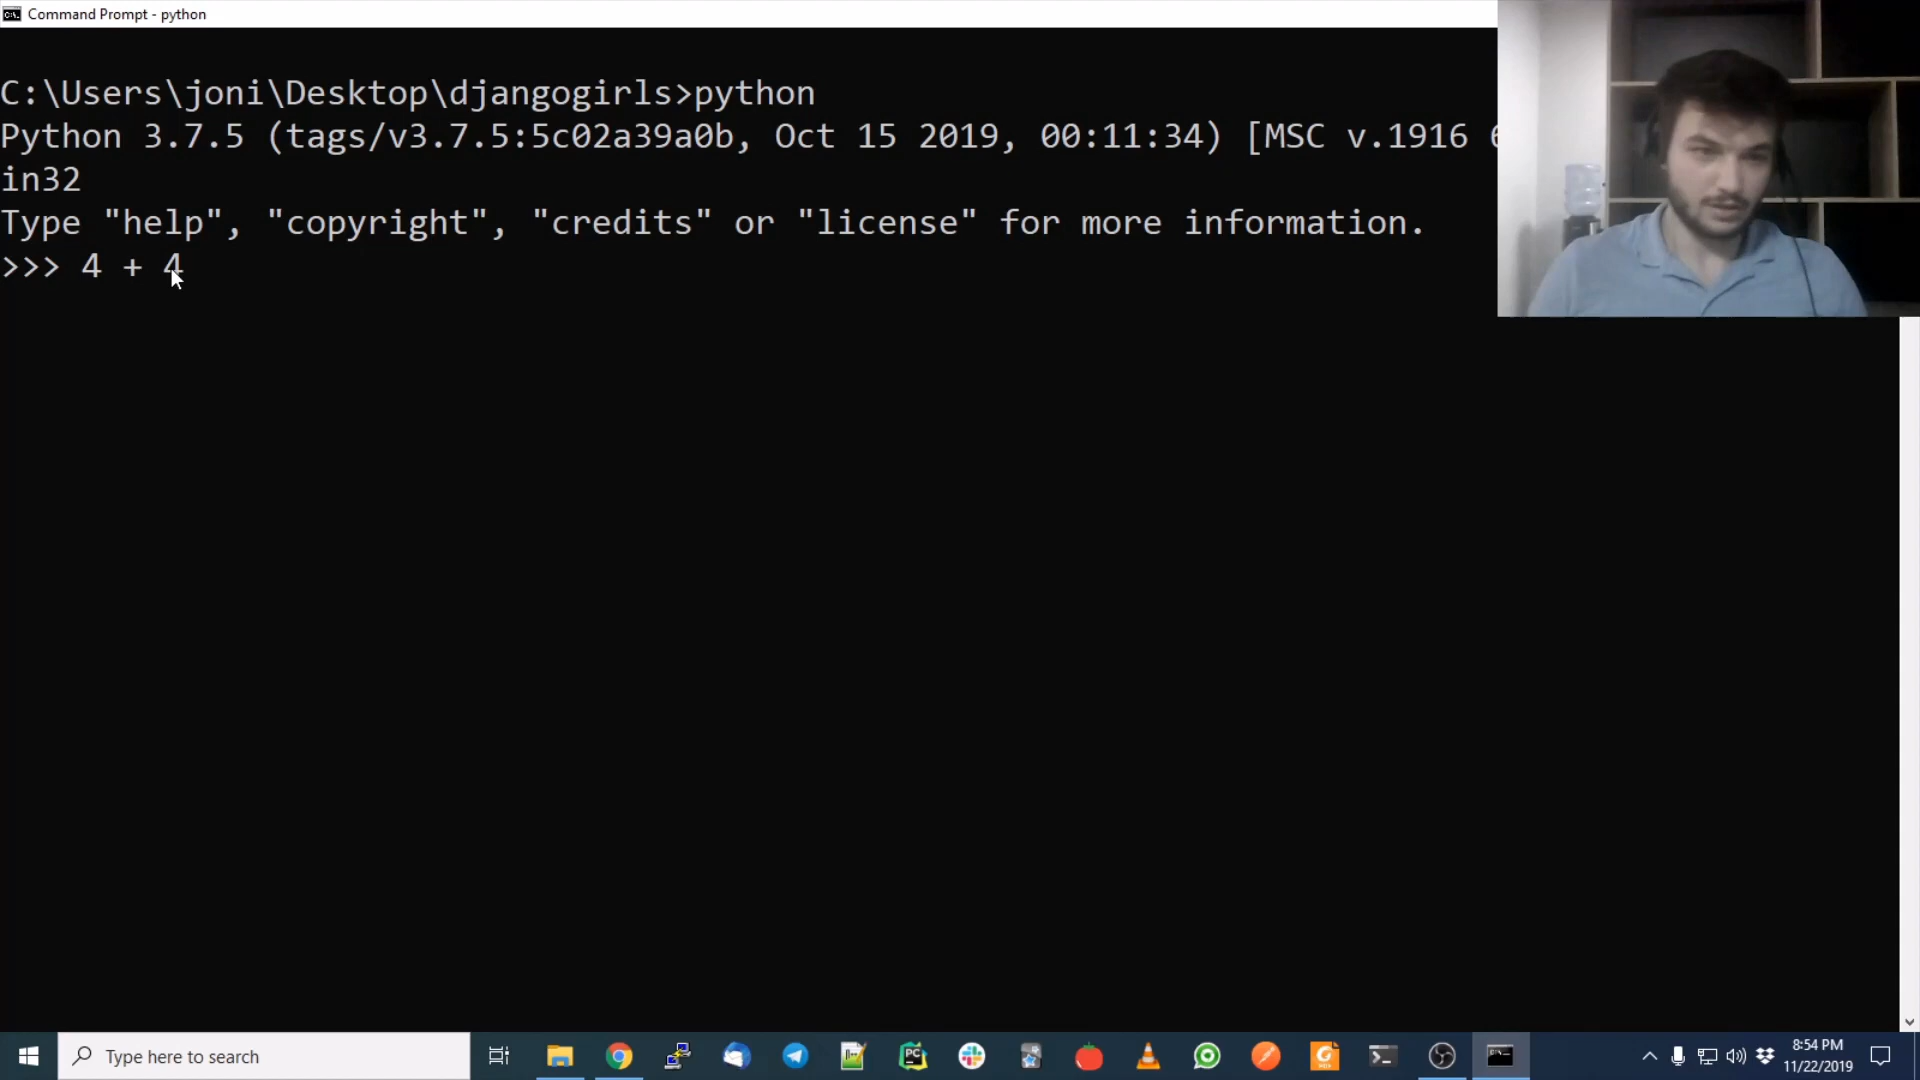 Command Prompt - python
C:\Users\joni\Desktop\djangogirls>python
Python 3.7.5 (tags/v3.7.5:5c02a39a0b, Oct 15 2019, 00:11:34) [MSC v.1916
in32
Type "help", "copyright", "credits" or "license" for more information.
>>> 4 + 4
Type here to search
8:54 PM
11/22/2019